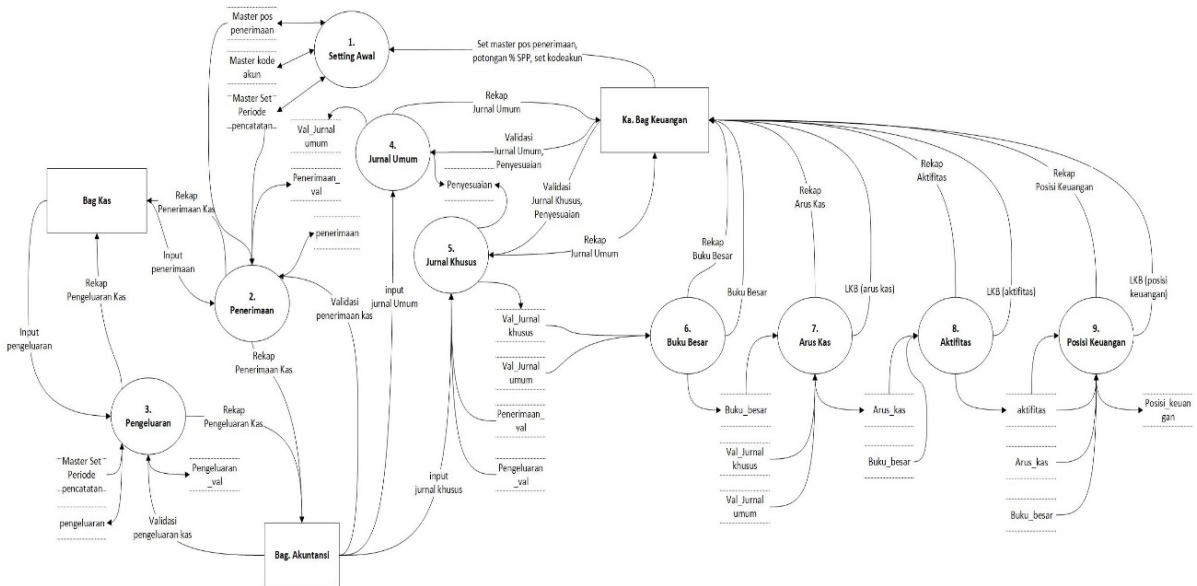 Master pos
penerimaan
Master kode
akun
Master Set
Periode
pencatatan
1.
Setting Awal
Set master pos penerimaan,
potongan % SPP, set kodeakun
Ka. Bag Keuangan
Rekap
Jurnal Umum
Val_Jurnal
umum
4.
Jurnal Umum
Validasi
Jurnal Umum,
Penyesuaian
Penyesuaian
Validasi
Jurnal Khusus,
Penyesuaian
Rekap
Jurnal Umum
Penerimaan_
val
penerimaan
Bag Kas
Rekap
Penerimaan Kas
Input
penerimaan
Rekap
Pengeluaran Kas
Input
pengeluaran
2.
Penerimaan
Validasi
penerimaan kas
input
jurnal Umum
5.
Jurnal Khusus
Rekap
Penerimaan Kas
3.
Pengeluaran
Rekap
Pengeluaran Kas
Master Set
Periode
pencatatan
pengeluaran
Pengeluaran
_val
Validasi
pengeluaran kas
Bag. Akuntansi
input
jurnal khusus
Val_Jurnal
khusus
Val_Jurnal
umum
Penerimaan_
val
Pengeluaran
_val
Rekap
Buku Besar
Buku Besar
6.
Buku Besar
Buku_besar
Val_Jurnal
khusus
Val_Jurnal
umum
Rekap
Arus Kas
LKB (arus kas)
7.
Arus Kas
Arus_kas
Buku_besar
Rekap
Aktifitas
LKB (aktifitas)
8.
Aktifitas
aktifitas
Arus_kas
Buku_besar
Rekap
Posisi Keuangan
LKB (posisi
keuangan)
9.
Posisi Keuangan
Posisi_keuan
gan